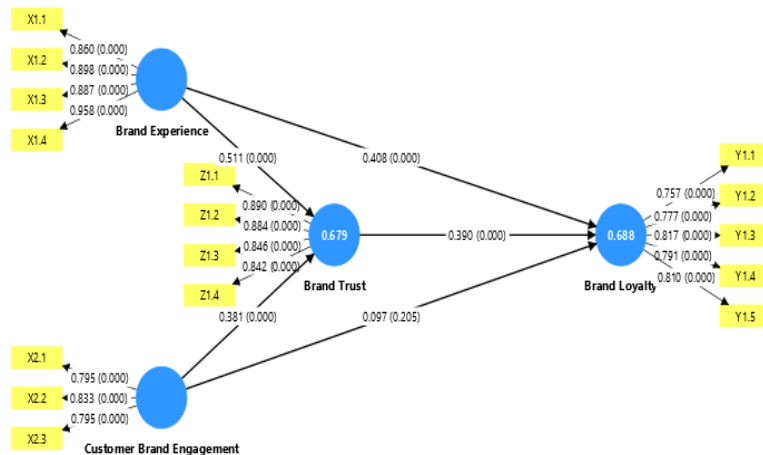 X1.1
0.860 (0.000)
X1.2
0.898 (0.000)
X1.3
0.887 (0.000)
0.958 (0.000)
X1.4
Brand Experience
0.511 (0.000)
0.408 (0.000)
Z1.1
0.890 (0.000)
Z1.2
0.884 (0.000)
0.846 (0.000)
Z1.3
0.842 (0.000)
Z1.4
0.679
Brand Trust
0.390 (0.000)
0.688
Brand Loyalty
Y1.1
0.757 (0.000)
Y1.2
0.777 (0.000)
0.817 (0.000)
Y1.3
0.791 (0.000)
Y1.4
0.810 (0.000)
Y1.5
0.381 (0.000)
0.097 (0.205)
X2.1
0.795 (0.000)
X2.2
0.833 (0.000)
0.795 (0.000)
X2.3
Customer Brand Engagement